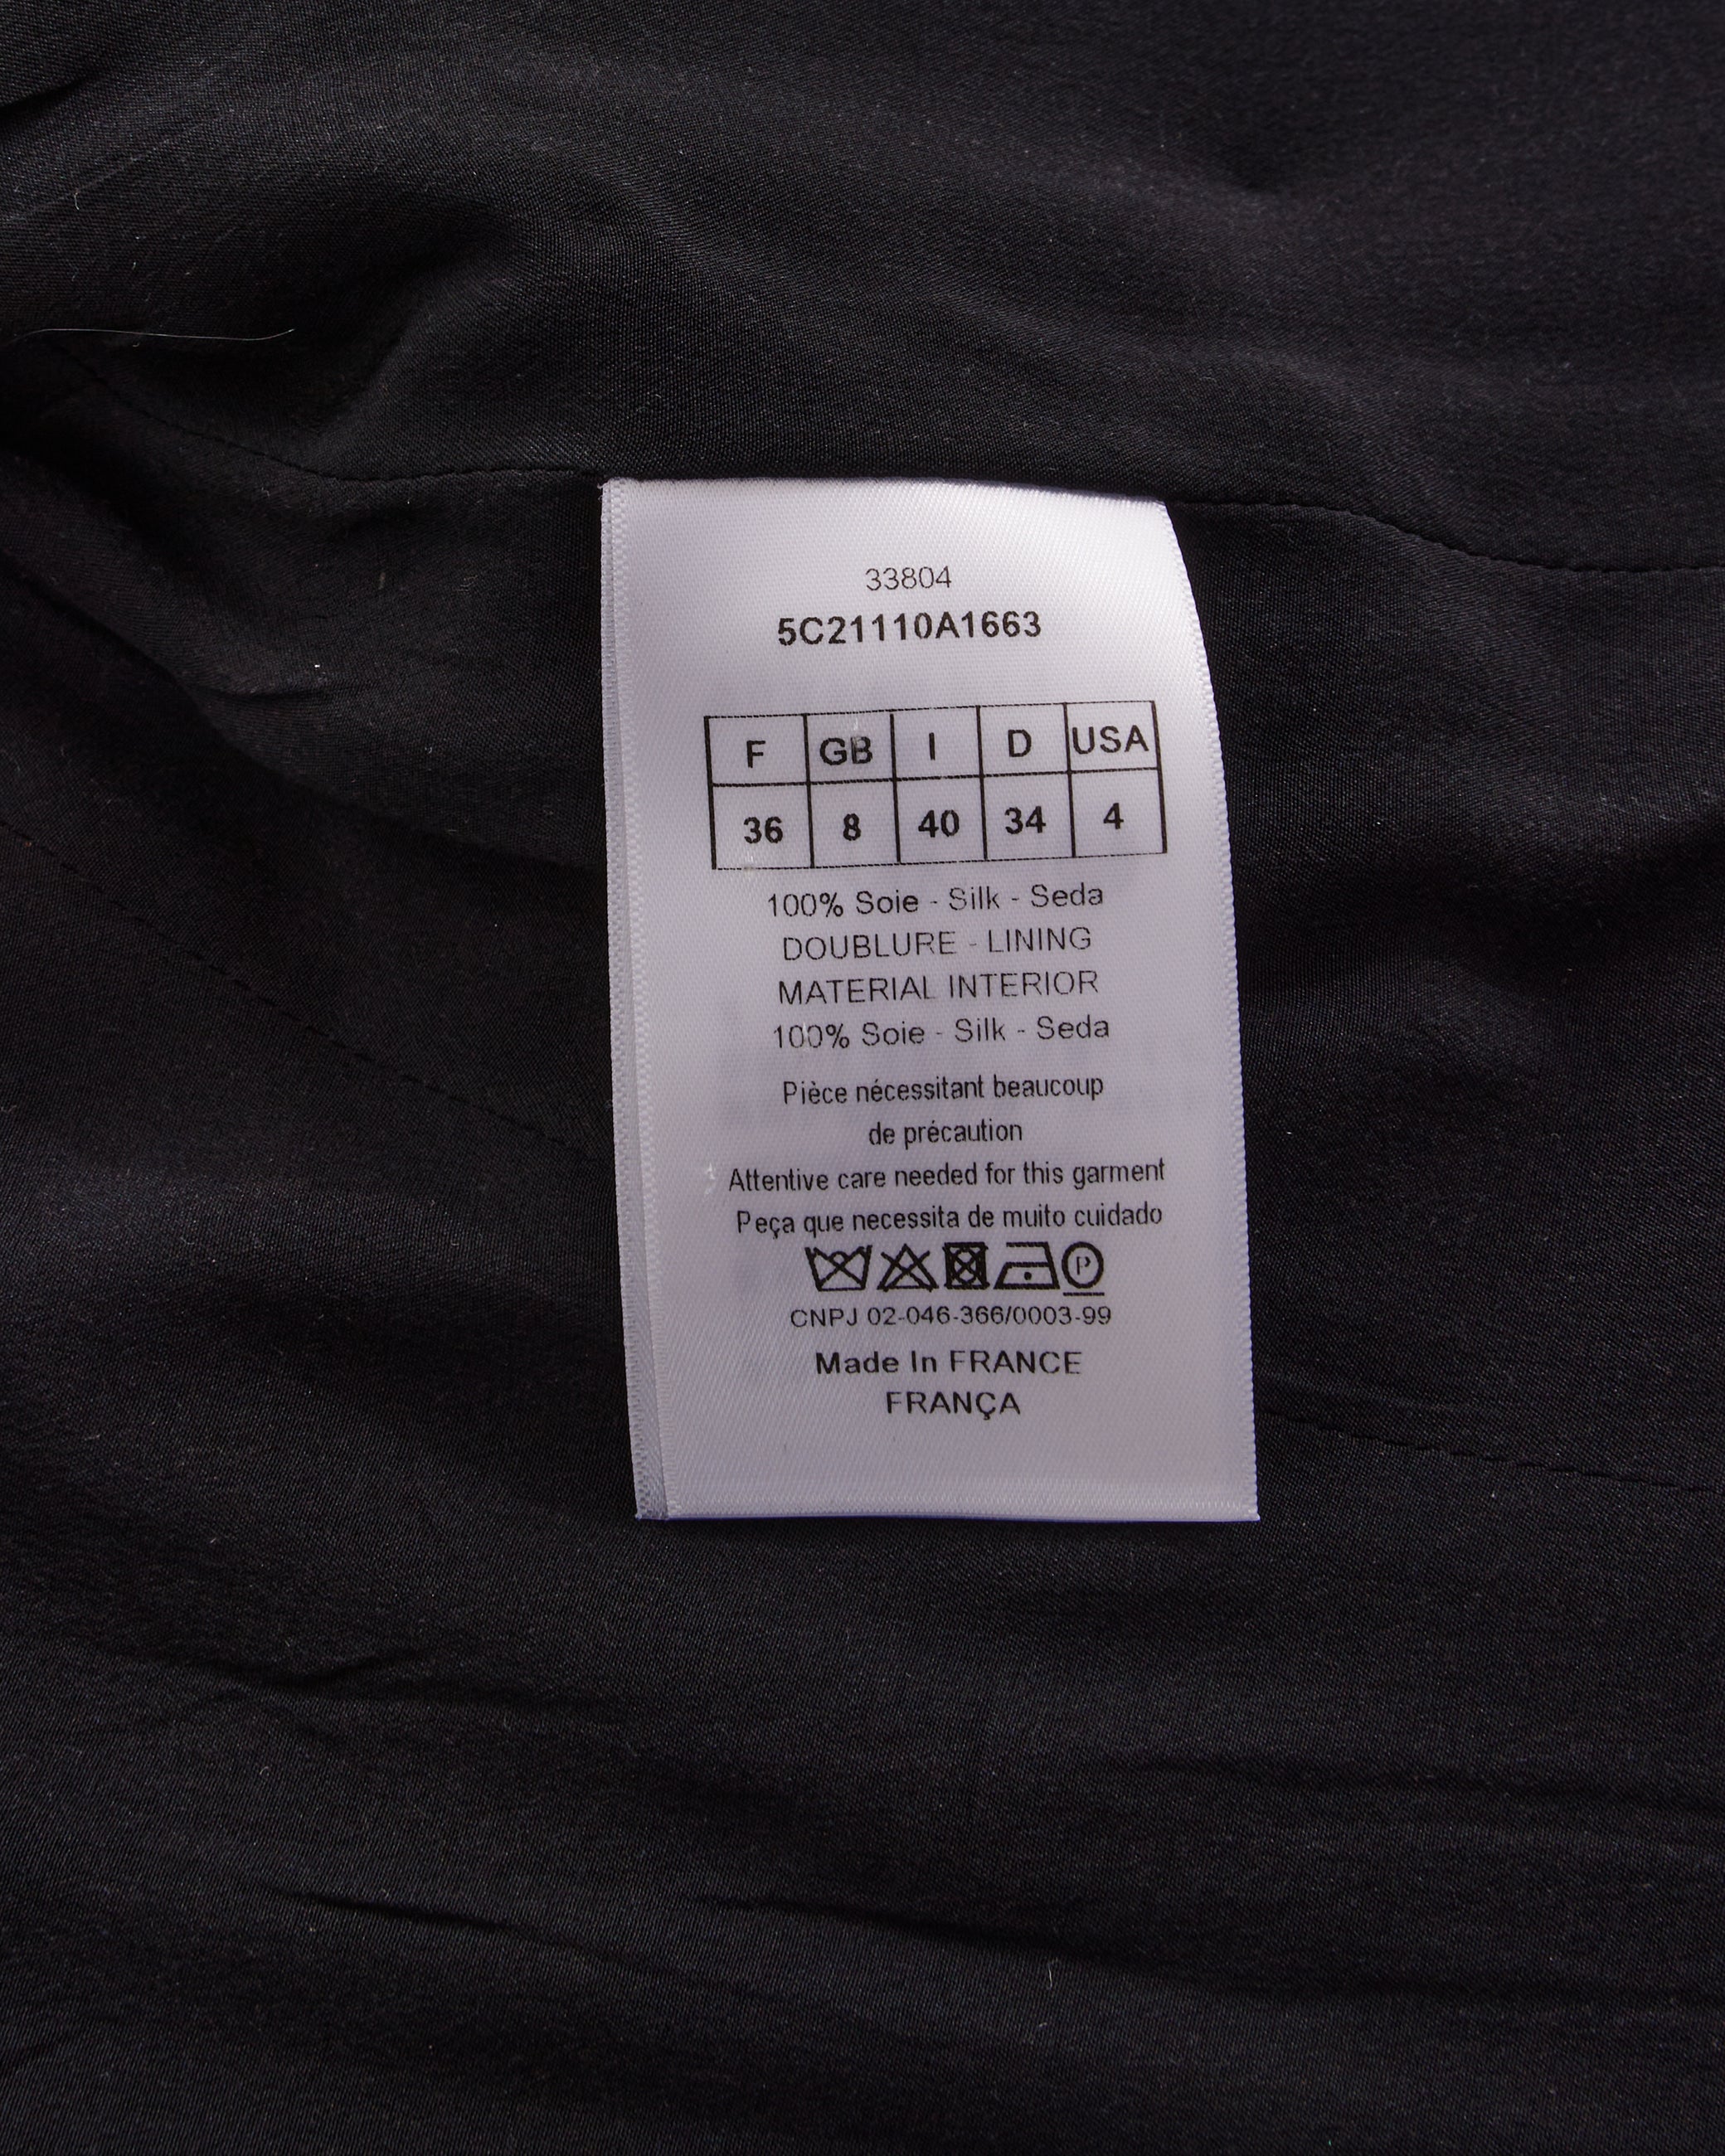 33804
5C21110A1663
F GB I D USA
36 8 40 34 4
100% Soie - Silk - Seda
DOUBLURE - LINING
MATERIAL INTERIOR
100% Soie - Silk - Seda
Pièce nécessitant beaucoup
de précaution
Attentive care needed for this garment
Peça que necessita de muito cuidado
P
CNPJ 02-046-366/0003-99
Made In FRANCE
FRANÇA